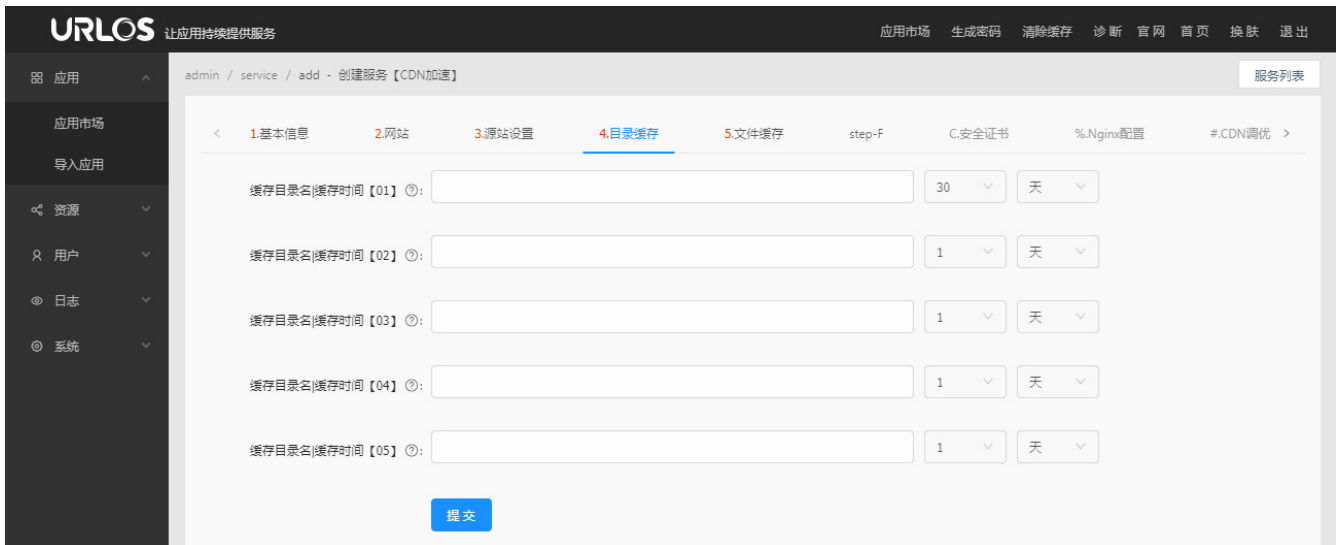 URLOS 让应用持续提供服务
应用市场 生成密码 清除缓存 诊断 官网 首页 换肤 退出
应用
应用市场
导入应用
资源
用户
日志
系统
admin / service / add - 创建服务【CDN加速】
服务列表
< 1.基本信息 2.网站 3.源站设置 4.目录缓存 5.文件缓存 step-F C.安全证书 %.Nginx配置 #.CDN调优 >
缓存目录名|缓存时间【01】?: 30 天
缓存目录名|缓存时间【02】?: 1 天
缓存目录名|缓存时间【03】?: 1 天
缓存目录名|缓存时间【04】?: 1 天
缓存目录名|缓存时间【05】?: 1 天
提交